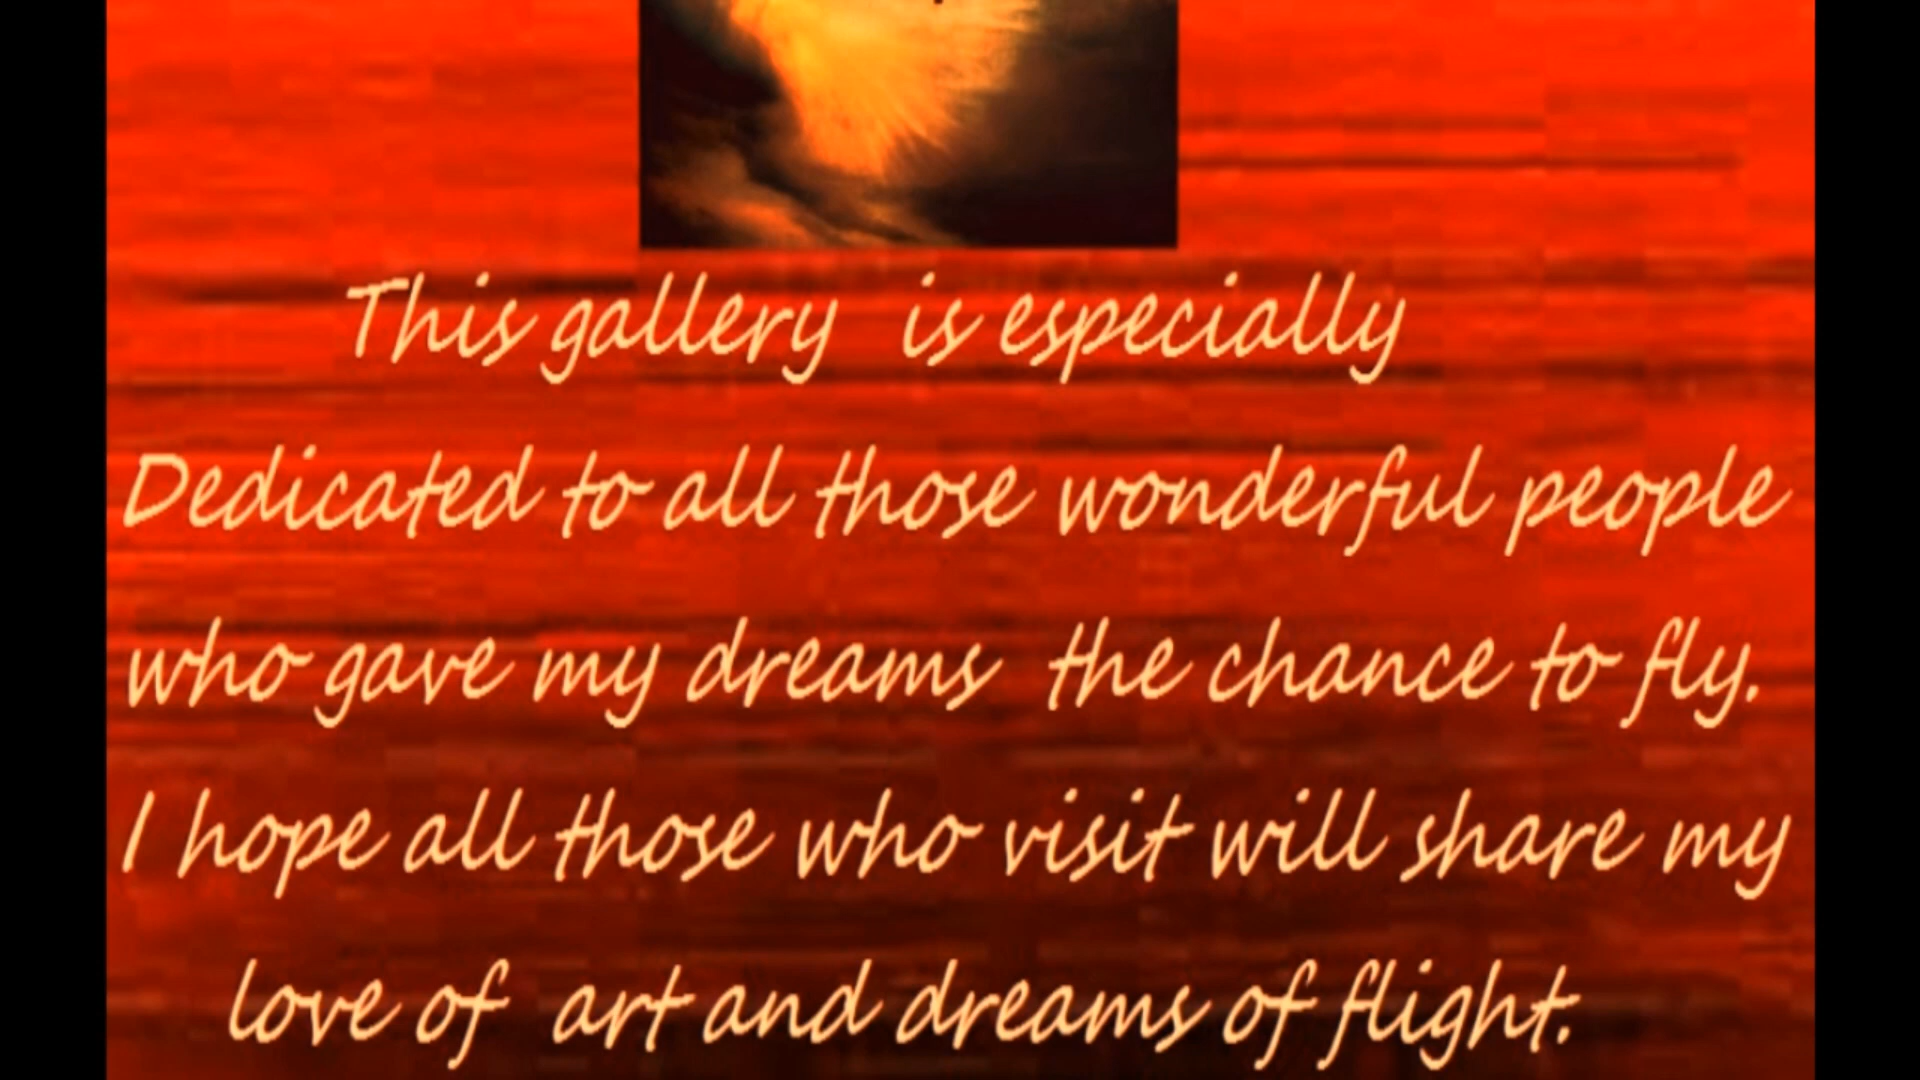 This gallery is especially
Dedicated to all those wonderful people
who gave my dreams the chance to fly.
I hope all those who visit will share my
love of art and dreams of flight.